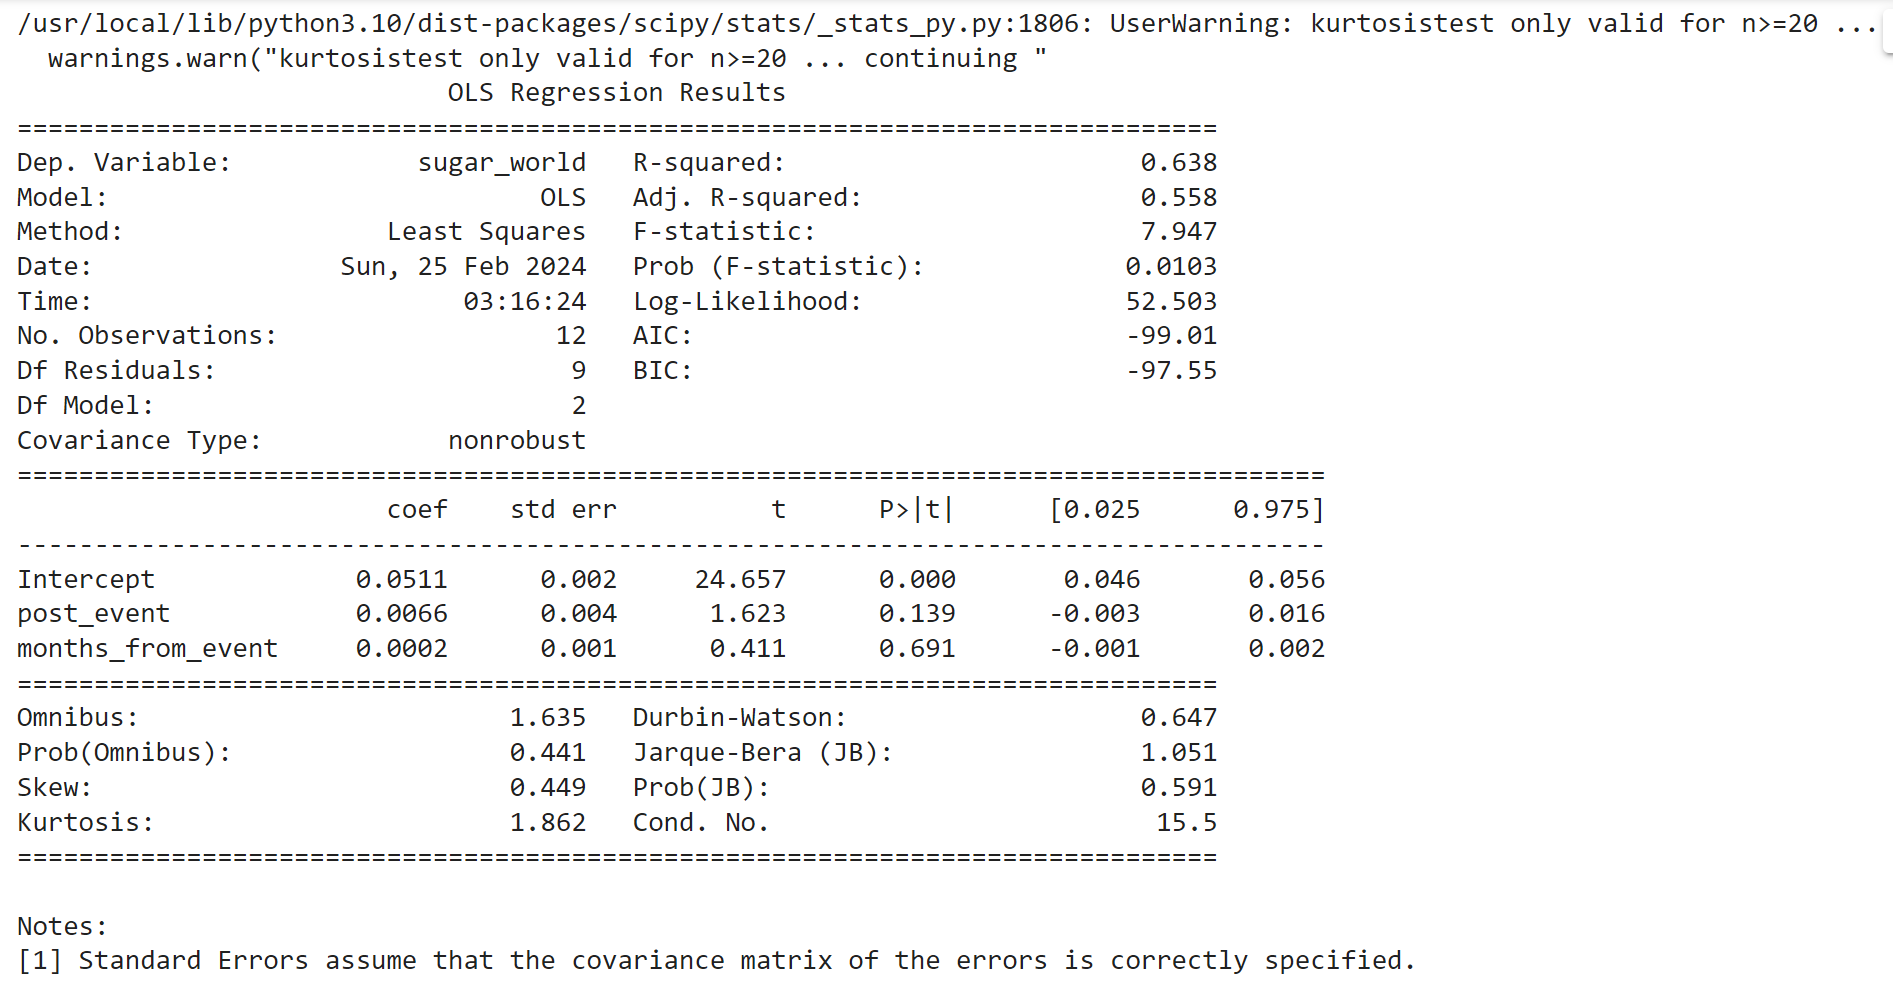 /usr/local/lib/python3.10/dist-packages/scipy/stats/_stats_py.py:1806: UserWarning: kurtosistest only valid for n>=20 ...
  warnings.warn("kurtosistest only valid for n>=20 ... continuing "
                            OLS Regression Results
==============================================================================
Dep. Variable:            sugar_world   R-squared:                       0.638
Model:                            OLS   Adj. R-squared:                  0.558
Method:                 Least Squares   F-statistic:                     7.947
Date:                Sun, 25 Feb 2024   Prob (F-statistic):             0.0103
Time:                        03:16:24   Log-Likelihood:                 52.503
No. Observations:                  12   AIC:                            -99.01
Df Residuals:                       9   BIC:                            -97.55
Df Model:                           2
Covariance Type:            nonrobust
=====================================================================================
                        coef    std err          t      P>|t|      [0.025      0.975]
-------------------------------------------------------------------------------------
Intercept             0.0511      0.002     24.657      0.000       0.046       0.056
post_event            0.0066      0.004      1.623      0.139      -0.003       0.016
months_from_event     0.0002      0.001      0.411      0.691      -0.001       0.002
==============================================================================
Omnibus:                        1.635   Durbin-Watson:                   0.647
Prob(Omnibus):                  0.441   Jarque-Bera (JB):                1.051
Skew:                           0.449   Prob(JB):                        0.591
Kurtosis:                       1.862   Cond. No.                         15.5
==============================================================================
Notes:
[1] Standard Errors assume that the covariance matrix of the errors is correctly specified.